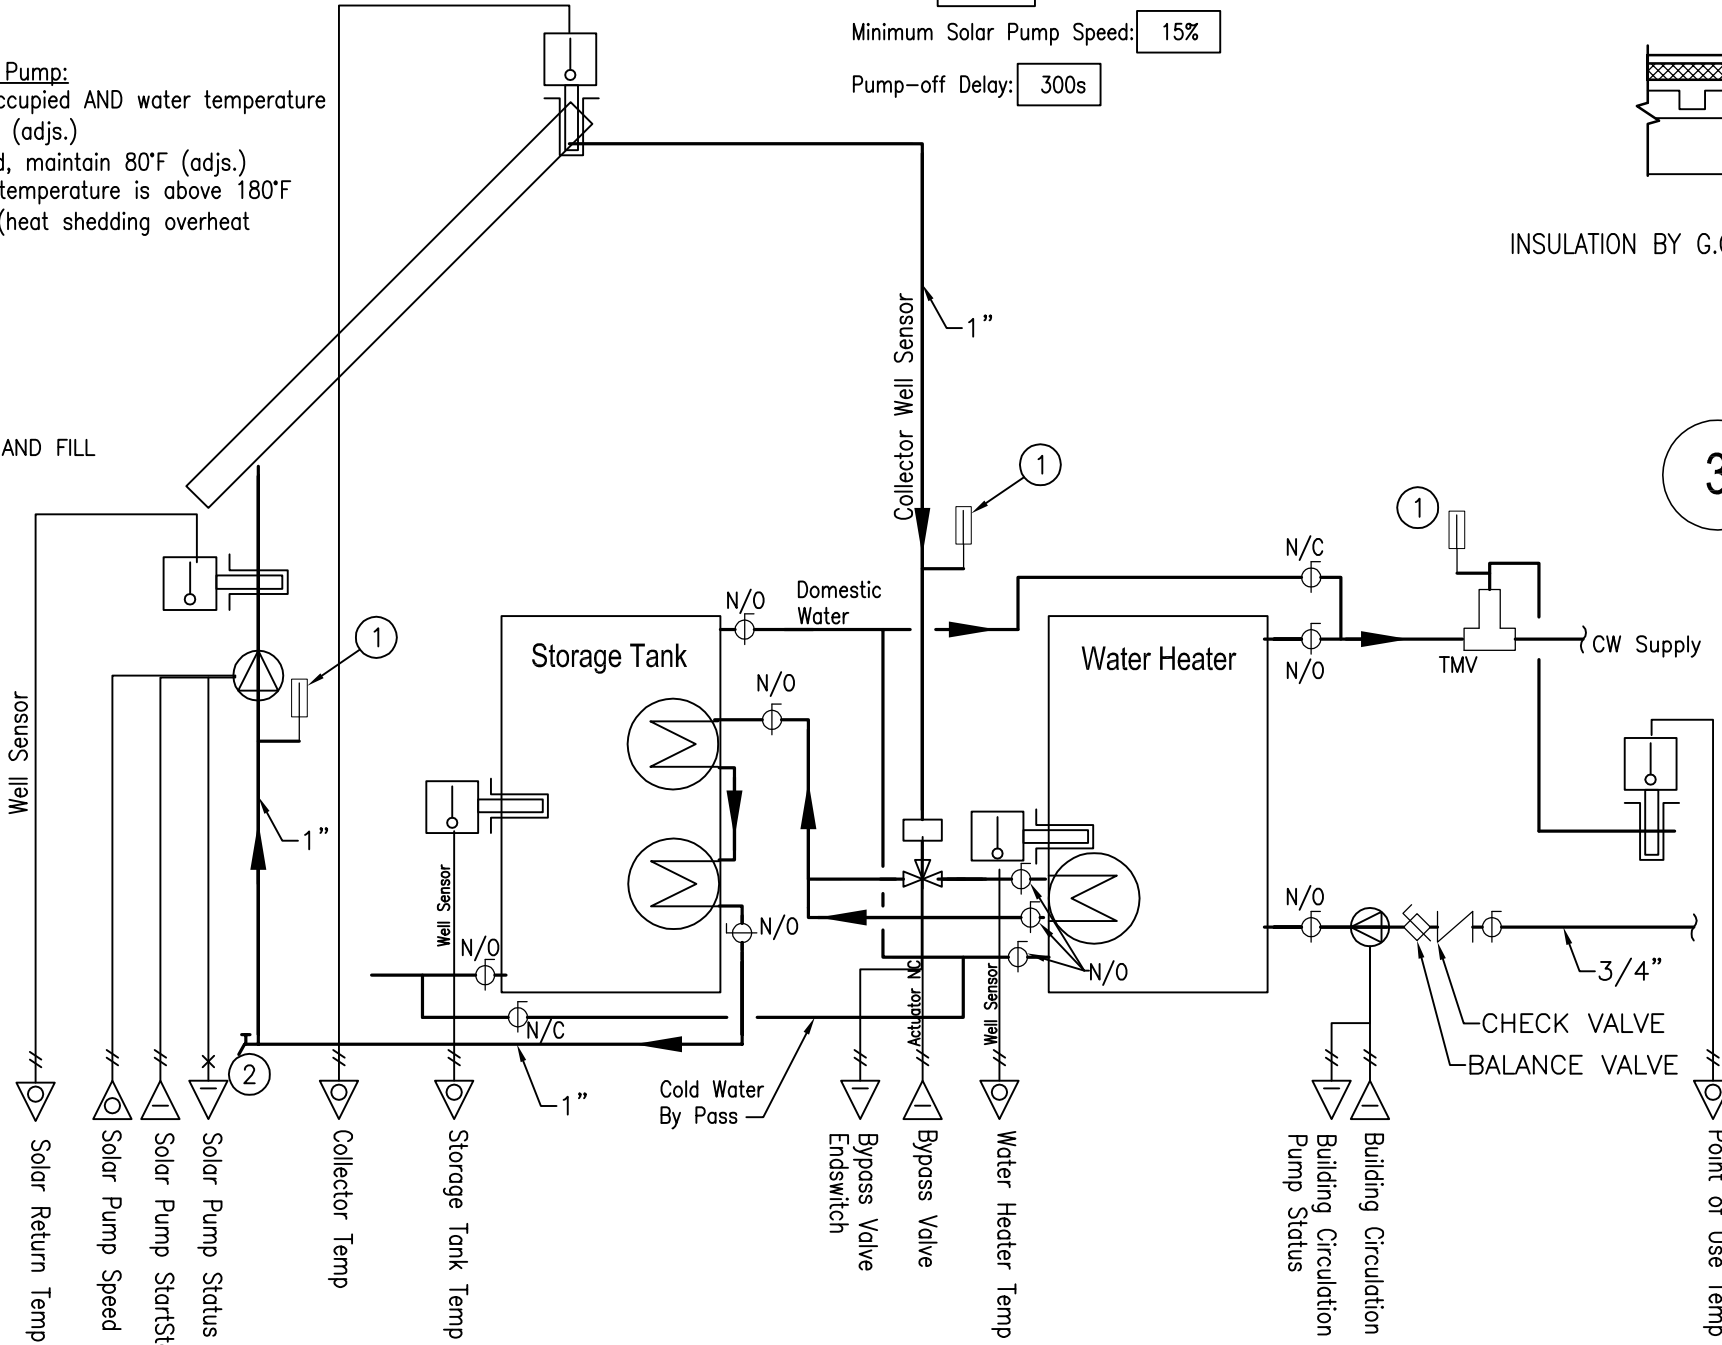 Minimum Solar Pump Speed: 15%
Pump-off Delay: 300s
Pump:
ccupied AND water temperature
(adjs.)
d, maintain 80°F (adjs.)
temperature is above 180°F
(heat shedding overheat
INSULATION BY G.
AND FILL
1"
Collector Well Sensor
1
1
3
N/C
N/O
Domestic
Water
Storage Tank
Water Heater
N/O
TMV
CW Supply
1
N/O
Well Sensor
1"
Well Sensor
N/O
N/O
N/O
N/O
N/C
Actuator NC
Well Sensor
N/O
3/4"
CHECK VALVE
BALANCE VALVE
2
1"
Cold Water
By Pass
Solar Return Temp
Solar Pump Speed
Solar Pump StartSt
Solar Pump Status
Collector Temp
Storage Tank Temp
Bypass Valve
Endswitch
Bypass Valve
Water Heater Temp
Building Circulation
Pump Status
Building Circulation
Point of Use Temp